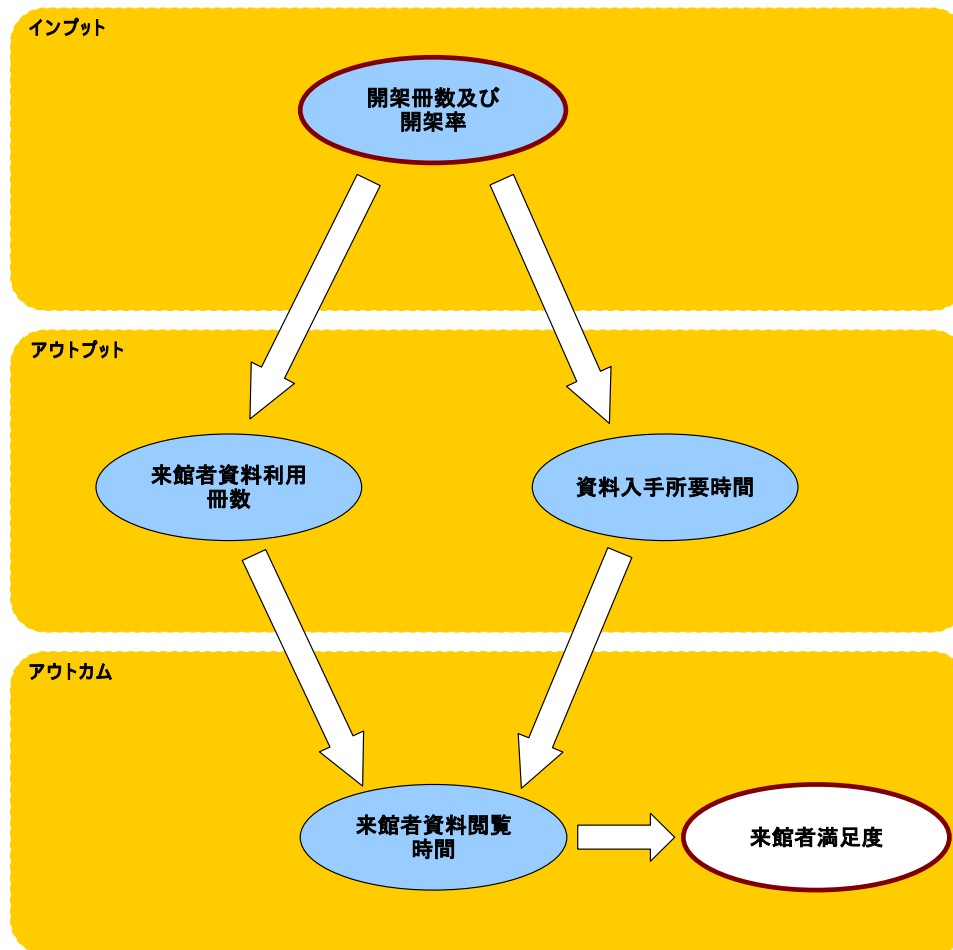 インプット
開架冊数及び
開架率
アウトプット
来館者資料利用
冊数
資料入手所要時間
アウトカム
来館者資料閲覧
時間
来館者満足度